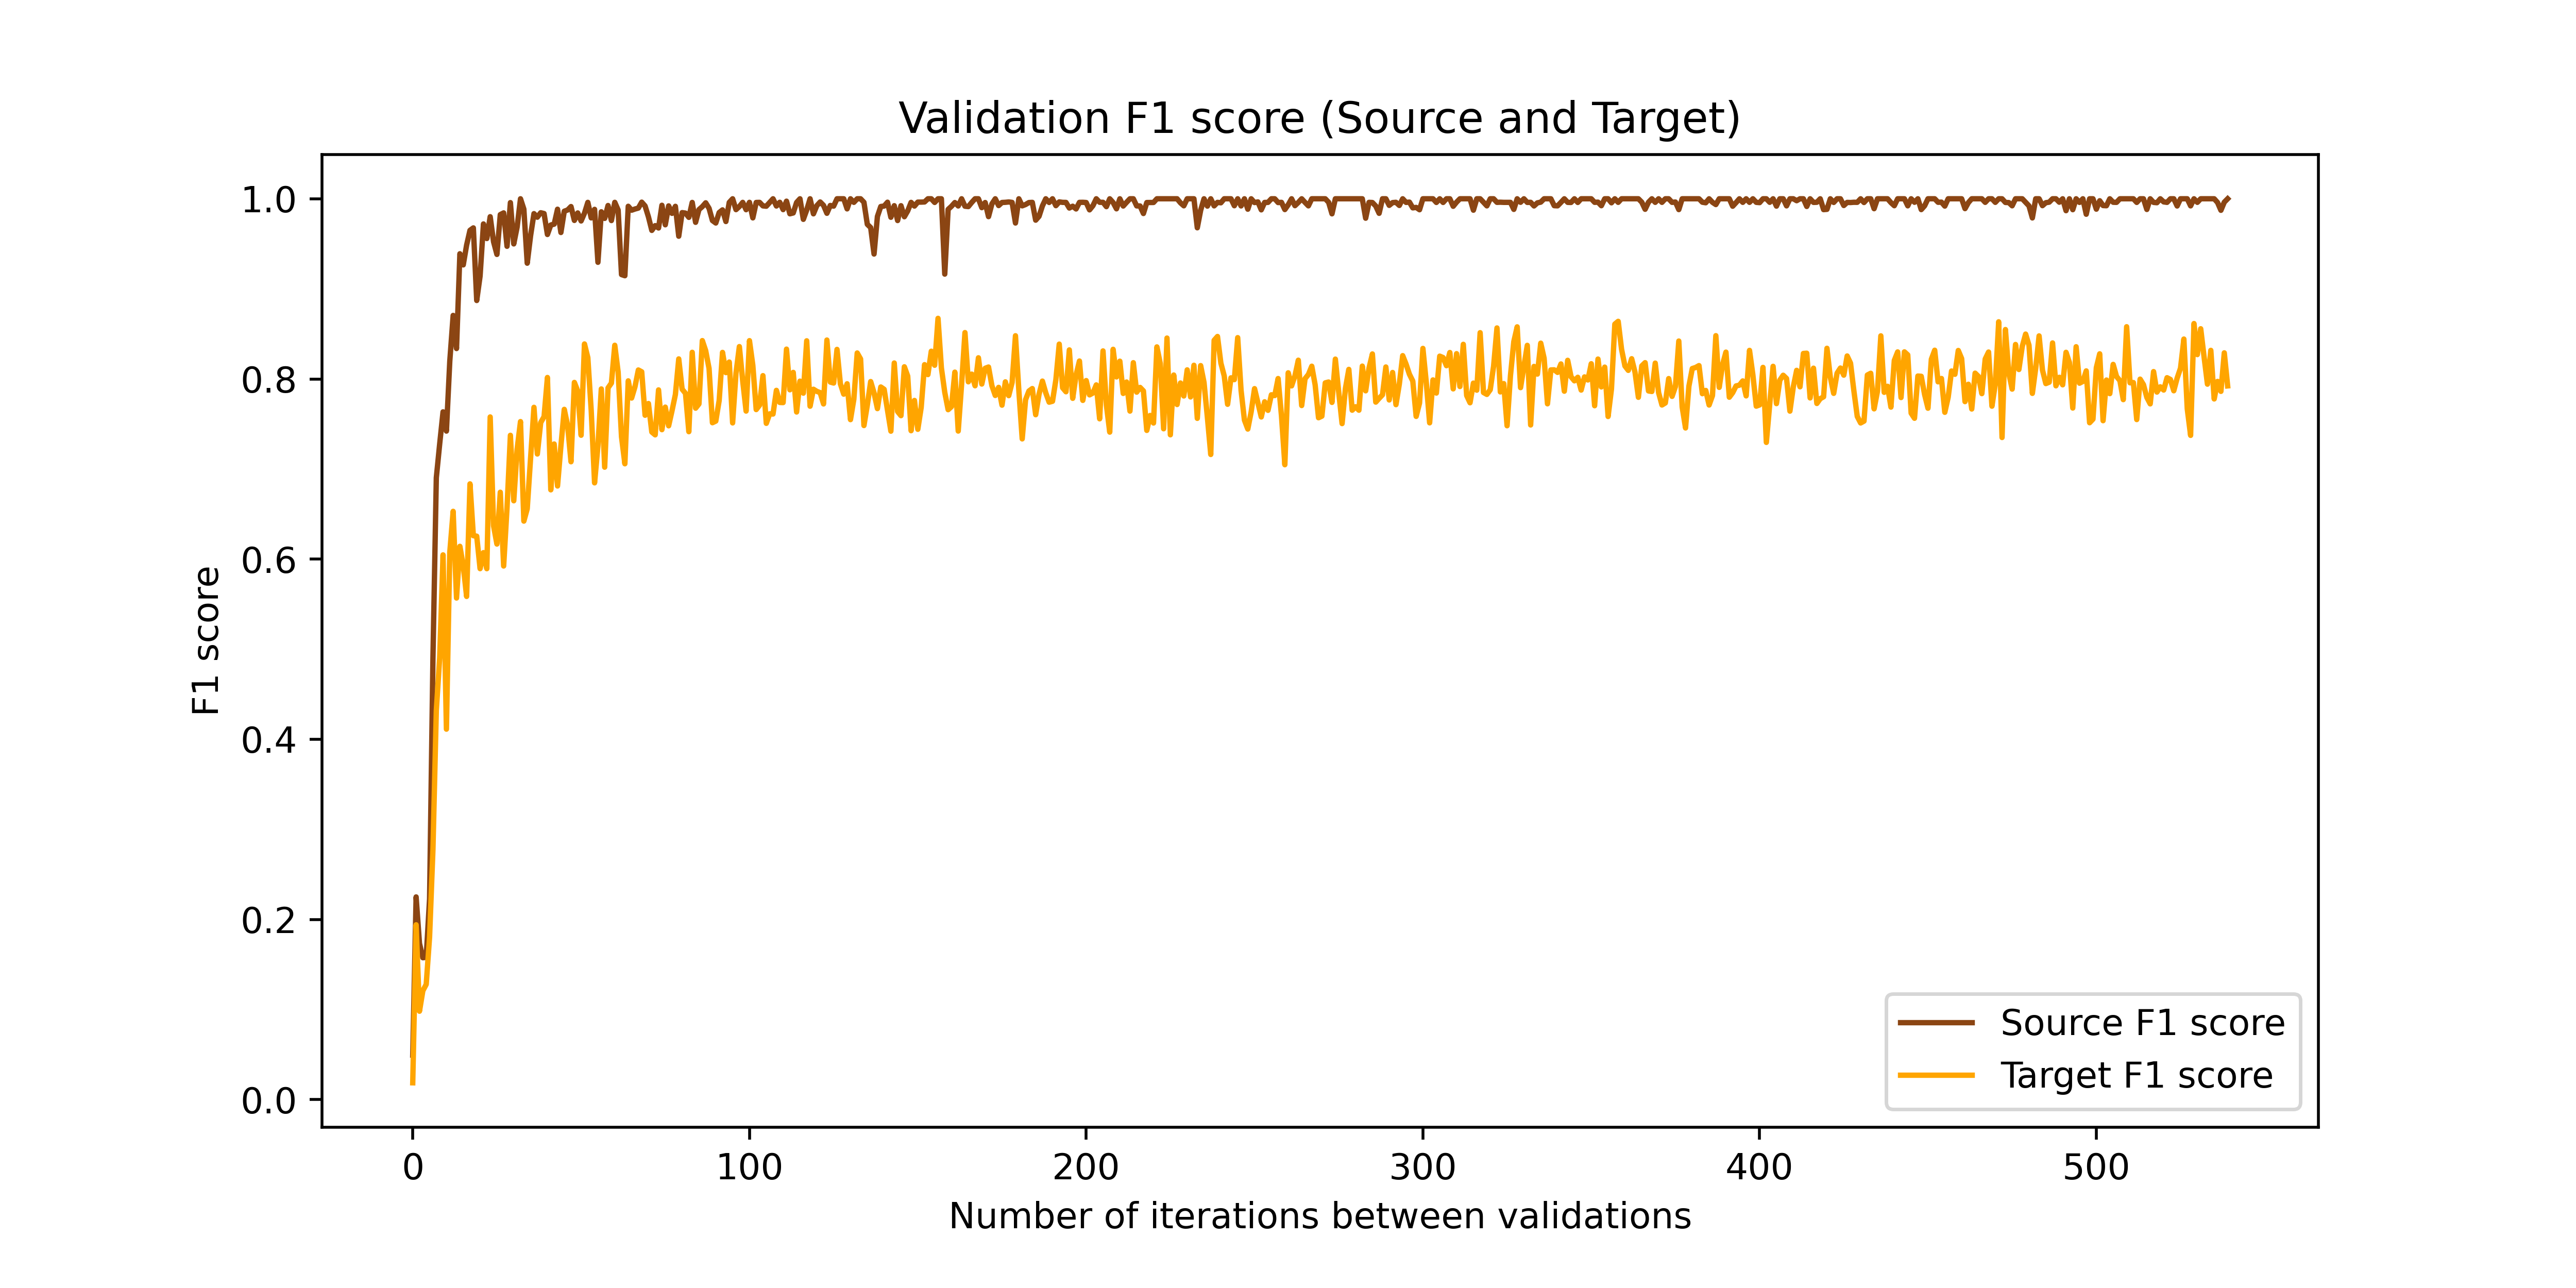 Validation F1 score (Source and Target)
1.0
0.8
0.6
0.4
0.2
0.0
F1 score
0 100 200 300 400 500
Number of iterations between validations
Source F1 score
Target F1 score